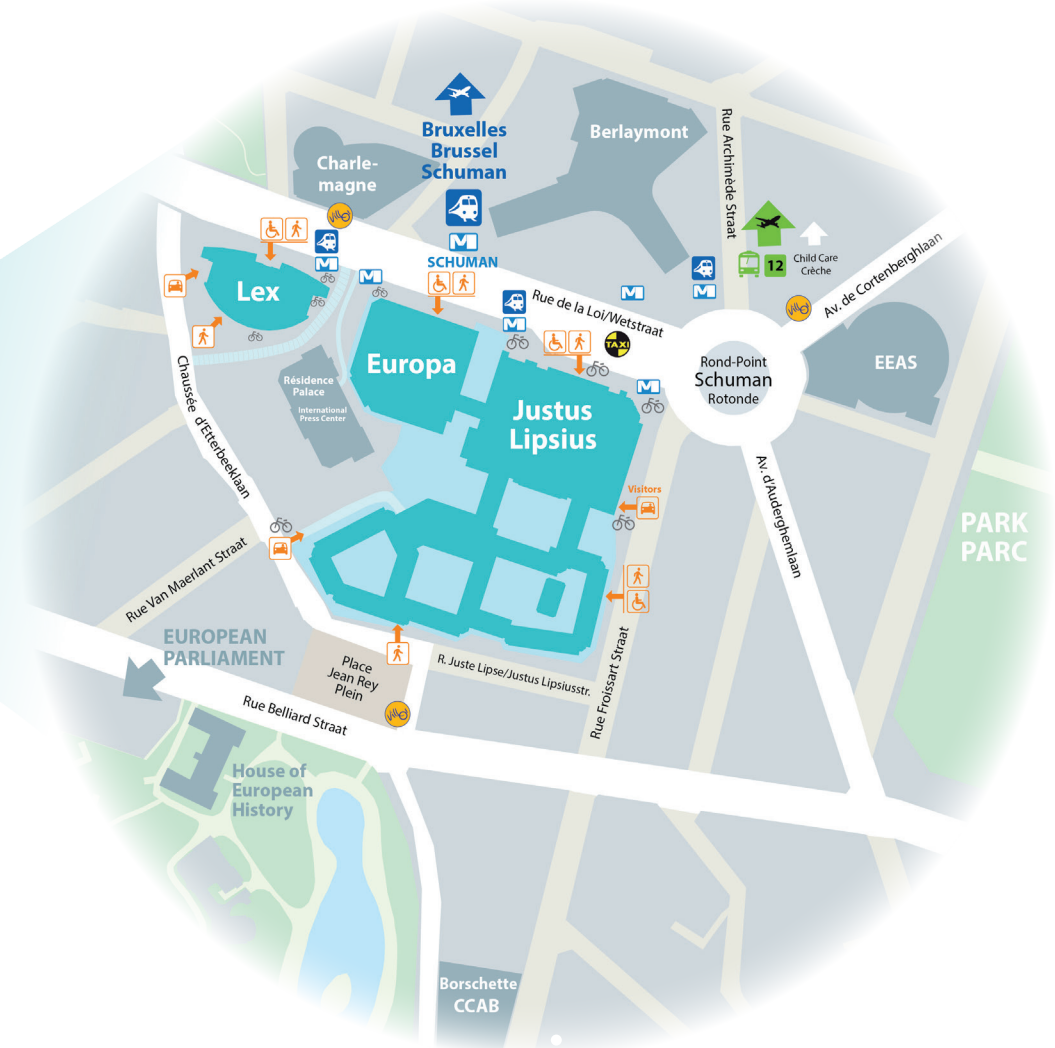 Bruxelles
Brussel
Schuman
Berlaymont
Rue Archimède Straat
Charle-
magne
villo!
M
SCHUMAN
M
M
M
M
M
M
12
Child Care
Crèche
villo!
Av. de Cortenberghlaan
Lex
Rue de la Loi/Wetstraat
TAXI
Europa
Rond-Point
Schuman
Rotonde
EEAS
Résidence
Palace
International
Press Center
Justus
Lipsius
Chaussée d'Etterbeeklaan
Av. d'Auderghemlaan
Visitors
PARK
PARC
Rue Van Maerlant Straat
EUROPEAN
PARLIAMENT
Place
Jean Rey
Plein
villo!
R. Juste Lipse/Justus Lipsiusstr.
Rue Froissart Straat
Rue Belliard Straat
House of
European
History
Borschette
CCAB